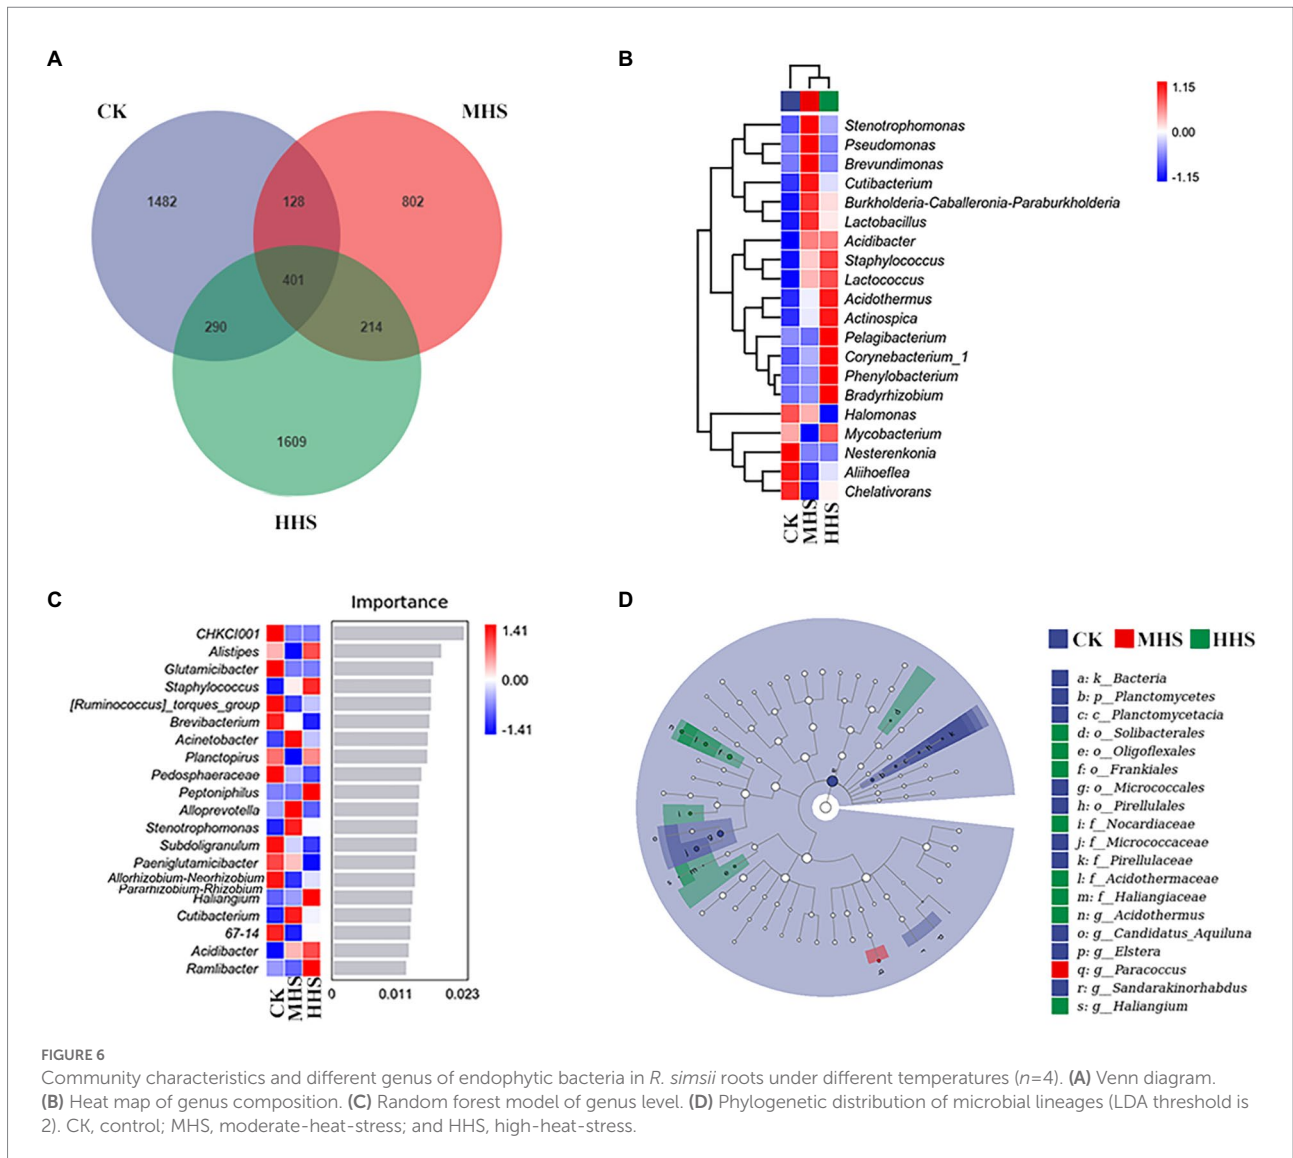 A
CK
MHS
1482
128
802
401
290
214
1609
HHS
B
1.15
0.00
-1.15
Stenotrophomonas
Pseudomonas
Brevundimonas
Cutibacterium
Burkholderia-Caballeronia-Paraburkholderia
Lactobacillus
Acidibacter
Staphylococcus
Lactococcus
Acidothermus
Actinospica
Pelagibacterium
Corynebacterium_1
Phenylobacterium
Bradyrhizobium
Halomonas
Mycobacterium
Nesterenkonia
Aliihoeflea
Chelativorans
CK
MHS
HHS
C
Importance
1.41
0.00
-1.41
CHKCI001
Alistipes
Glutamicibacter
Staphylococcus
[Ruminococcus]_torques_group
Brevibacterium
Acinetobacter
Planctopirus
Pedosphaeraceae
Peptoniphilus
Alloprevotella
Stenotrophomonas
Subdoligranulum
Paeniglutamicibacter
Allorhizobium-Neorhizobium
Pararhizobium-Rhizobium
Haliangium
Cutibacterium
67-14
Acidibacter
Ramlibacter
CK
MHS
HHS
0
0.011
0.023
D
CK MHS HHS
a: k__Bacteria
b: p__Planctomycetes
c: c__Planctomycetacia
d: o__Solibacterales
e: o__Oligoflexales
f: o__Frankiales
g: o__Micrococcales
h: o__Pirellulales
i: f__Nocardiaceae
j: f__Micrococcaceae
k: f__Pirellulaceae
l: f__Acidothermaceae
m: f__Haliangiaceae
n: g__Acidothermus
o: g__Candidatus_Aquiluna
p: g__Elstera
q: g__Paracoccus
r: g__Sandarakinorhabdus
s: g__Haliangium
FIGURE 6
Community characteristics and different genus of endophytic bacteria in R. simsii roots under different temperatures (n=4). (A) Venn diagram.
(B) Heat map of genus composition. (C) Random forest model of genus level. (D) Phylogenetic distribution of microbial lineages (LDA threshold is
2). CK, control; MHS, moderate-heat-stress; and HHS, high-heat-stress.